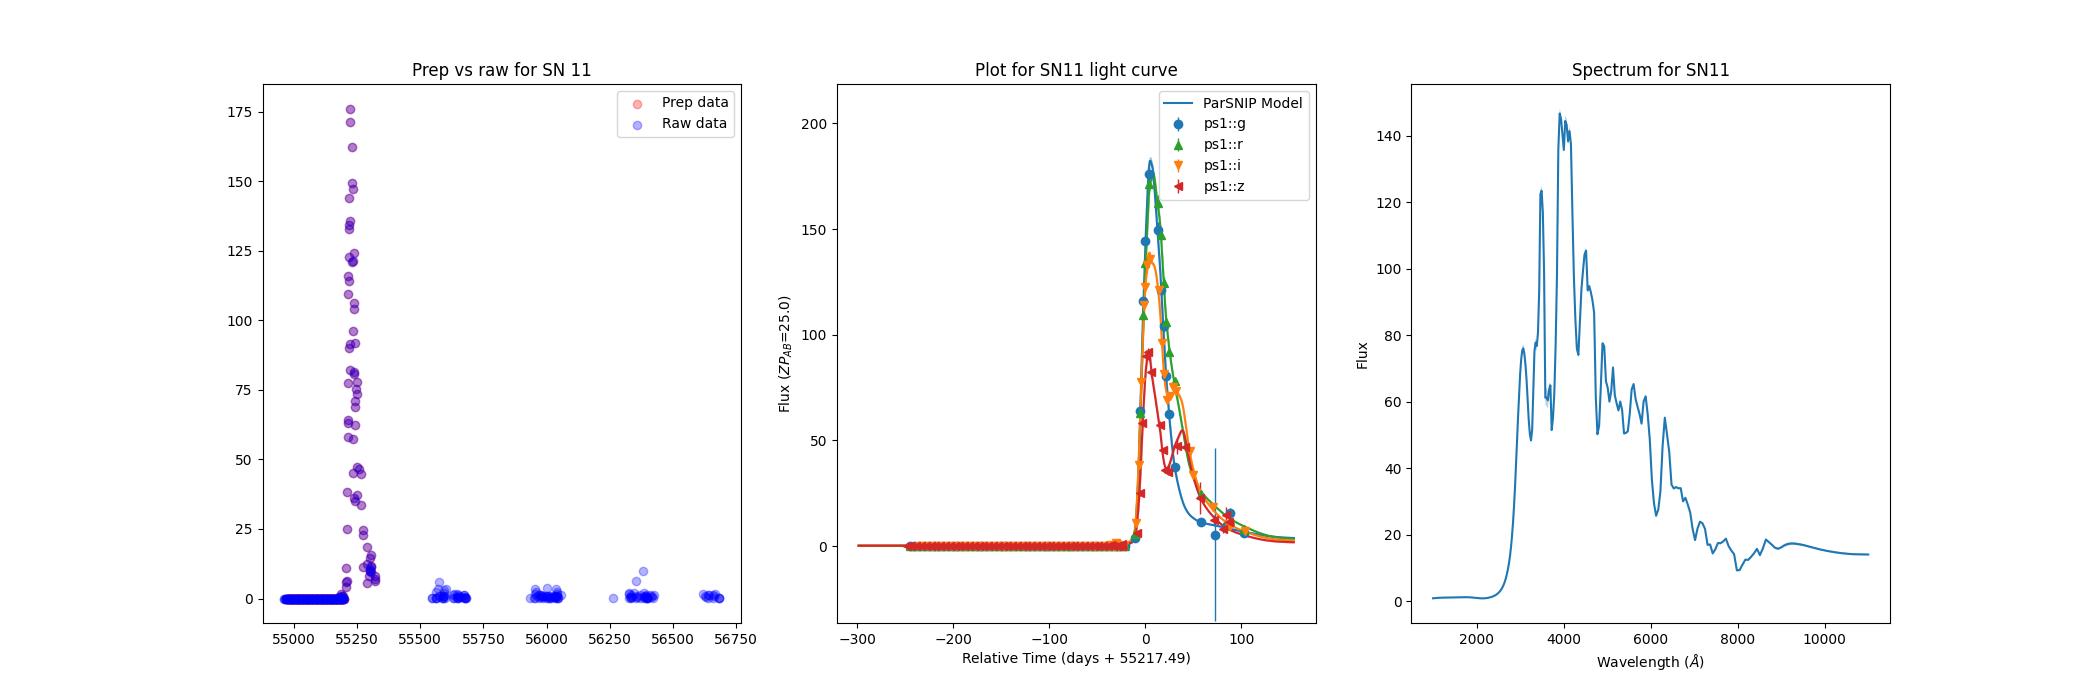 Prep vs raw for SN 11
Prep data
Raw data
175
150
125
100
75
50
25
0
55000
55250
55500
55750
56000
56250
56500
56750
Plot for SN11 light curve
ParSNIP Model
ps1::g
ps1::r
ps1::i
ps1::z
Flux (ZP_AB=25.0)
200
150
100
50
0
−300
−200
−100
0
100
Relative Time (days + 55217.49)
Spectrum for SN11
Flux
140
120
100
80
60
40
20
0
2000
4000
6000
8000
10000
Wavelength (Å)